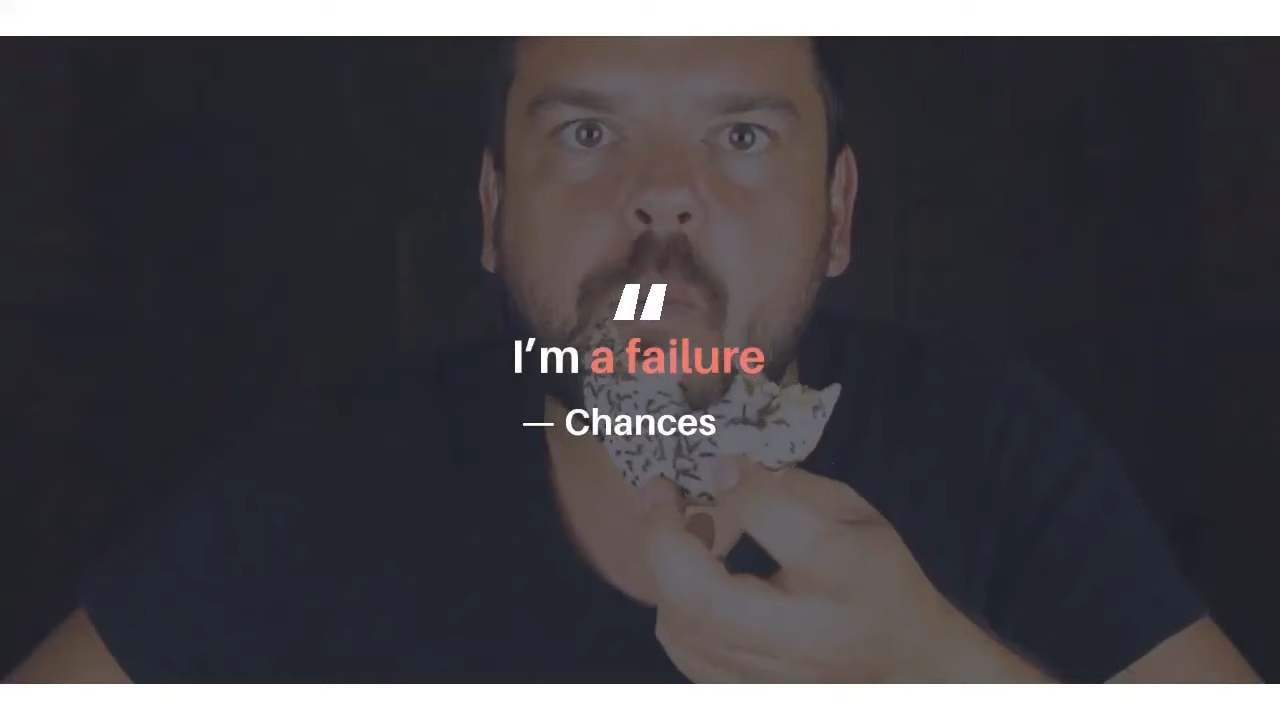 "
I'm a failure
— Chances